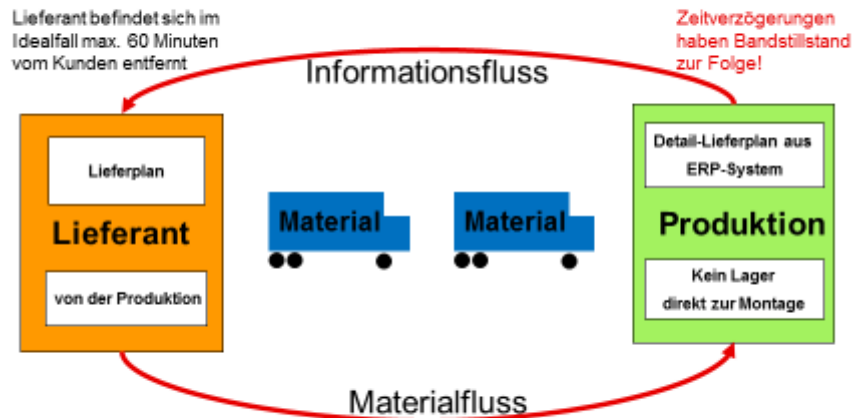 Lieferant befindet sich im
Idealfall max. 60 Minuten
vom Kunden entfernt
Zeitverzögerungen
haben Bandstillstand
zur Folge!
Informationsfluss
Lieferplan
Lieferant
von der Produktion
Material
Material
Detail-Lieferplan aus
ERP-System
Produktion
Kein Lager
direkt zur Montage
Materialfluss